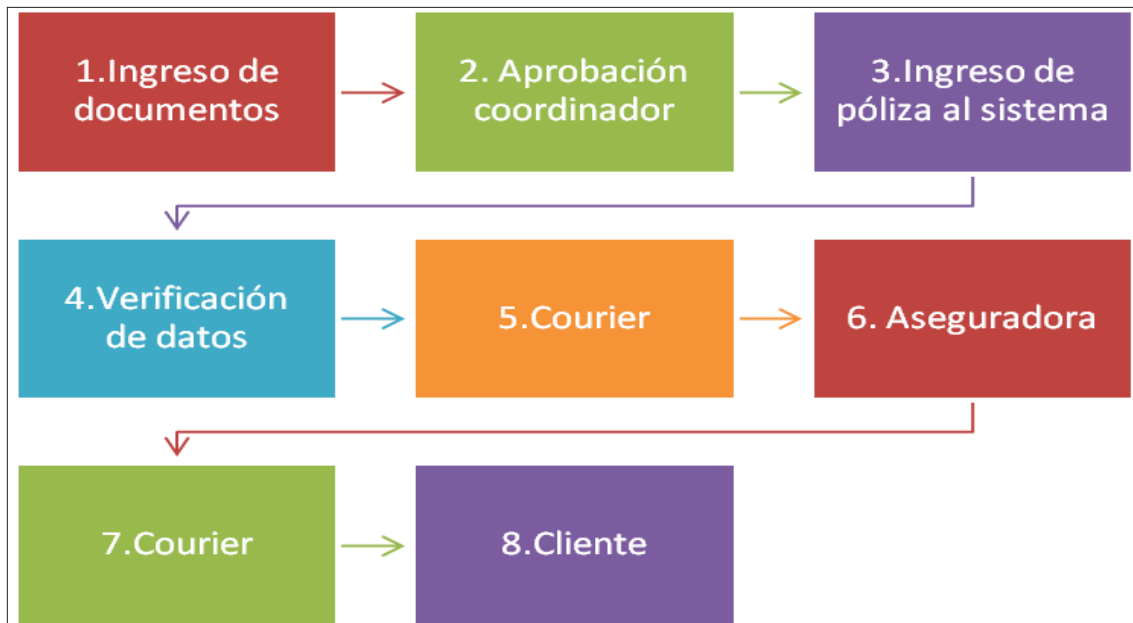 1.Ingreso de
documentos
2. Aprobación
coordinador
3.Ingreso de
póliza al sistema
4.Verificación
de datos
5.Courier
6. Aseguradora
7.Courier
8.Cliente